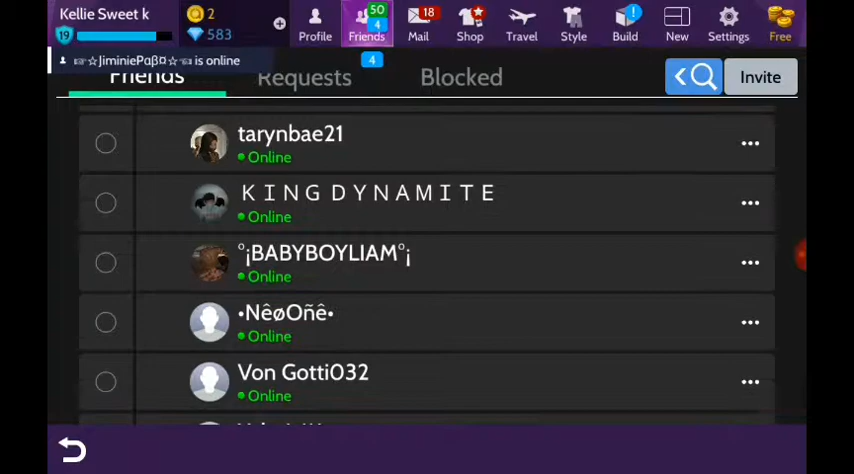 Kellie Sweet k
19
2
583
Profile
50
4
Friends
18
Mail
Shop
Travel
Style
Build
New
Settings
Free
☞☆JiminiePaβ¤☆☜ is online
4
Friends
Requests
Blocked
Invite
tarynbae21
Online
K I N G D Y N A M I T E
Online
°¡BABYBOYLIAM°¡
Online
•NêøOñê•
Online
Von Gotti032
Online